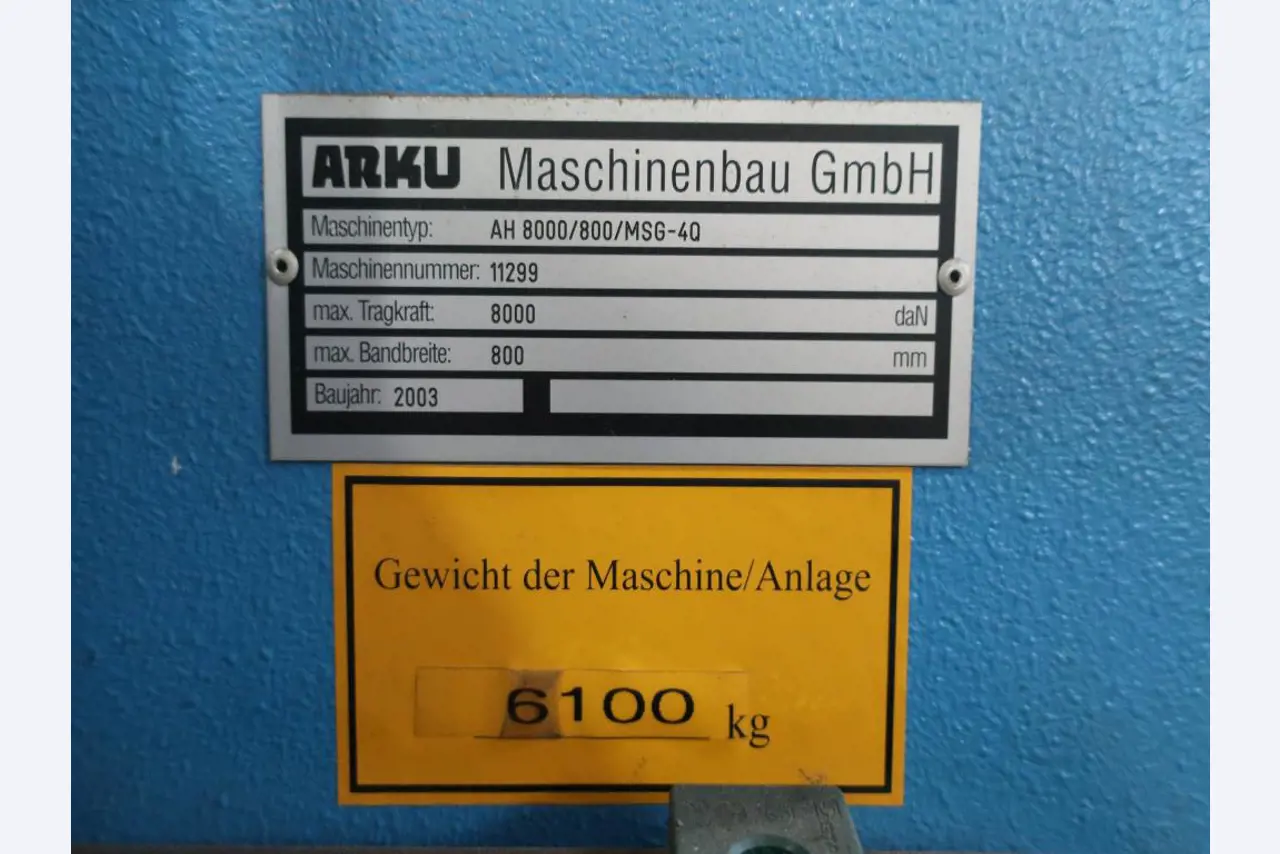 ARKU Maschinenbau GmbH
Maschinentyp: AH 8000/800/MSG-4Q
Maschinennummer: 11299
max. Tragkraft: 8000 daN
max. Bandbreite: 800 mm
Baujahr: 2003
Gewicht der Maschine/Anlage
6100 kg